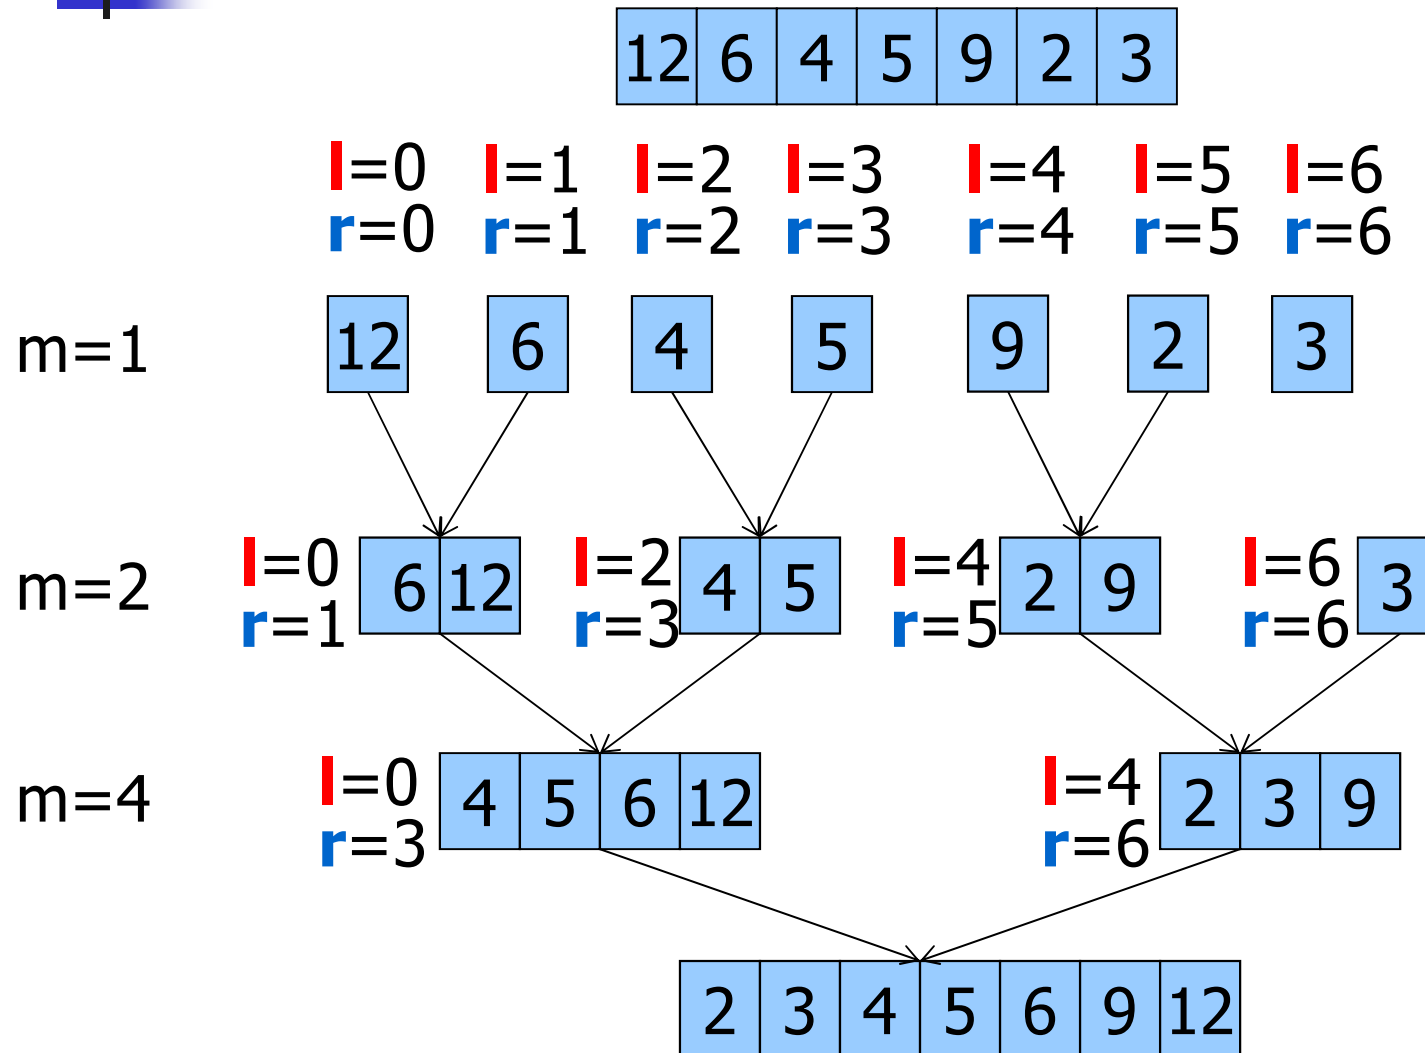 12 6 4 5 9 2 3
l=0 l=1 l=2 l=3 l=4 l=5 l=6
r=0 r=1 r=2 r=3 r=4 r=5 r=6
m=1 12 6 4 5 9 2 3
l=0 l=2 l=4 l=6
m=2 6 12 4 5 2 9 3
r=1 r=3 r=5 r=6
l=0 l=4
m=4 4 5 6 12 2 3 9
r=3 r=6
2 3 4 5 6 9 12